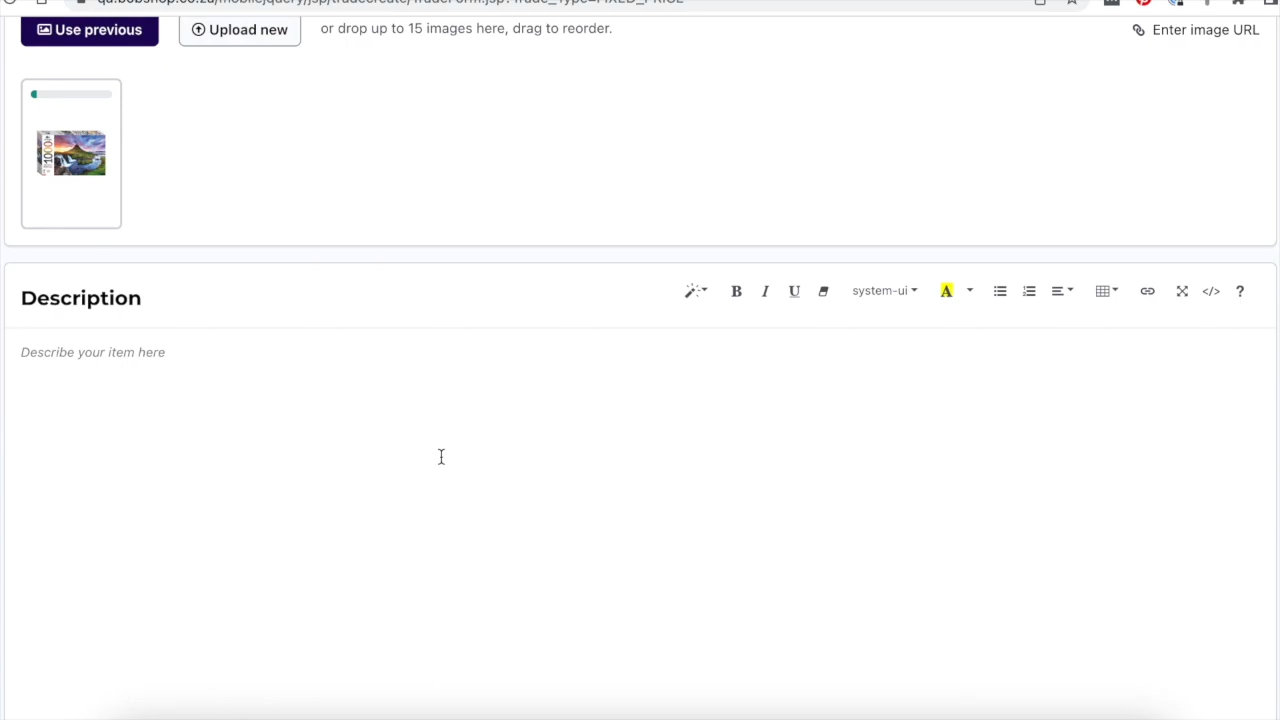 Use previous
Upload new
or drop up to 15 images here, drag to reorder.
Enter image URL
1000
Description
B I U system-ui A </> ?
Describe your item here